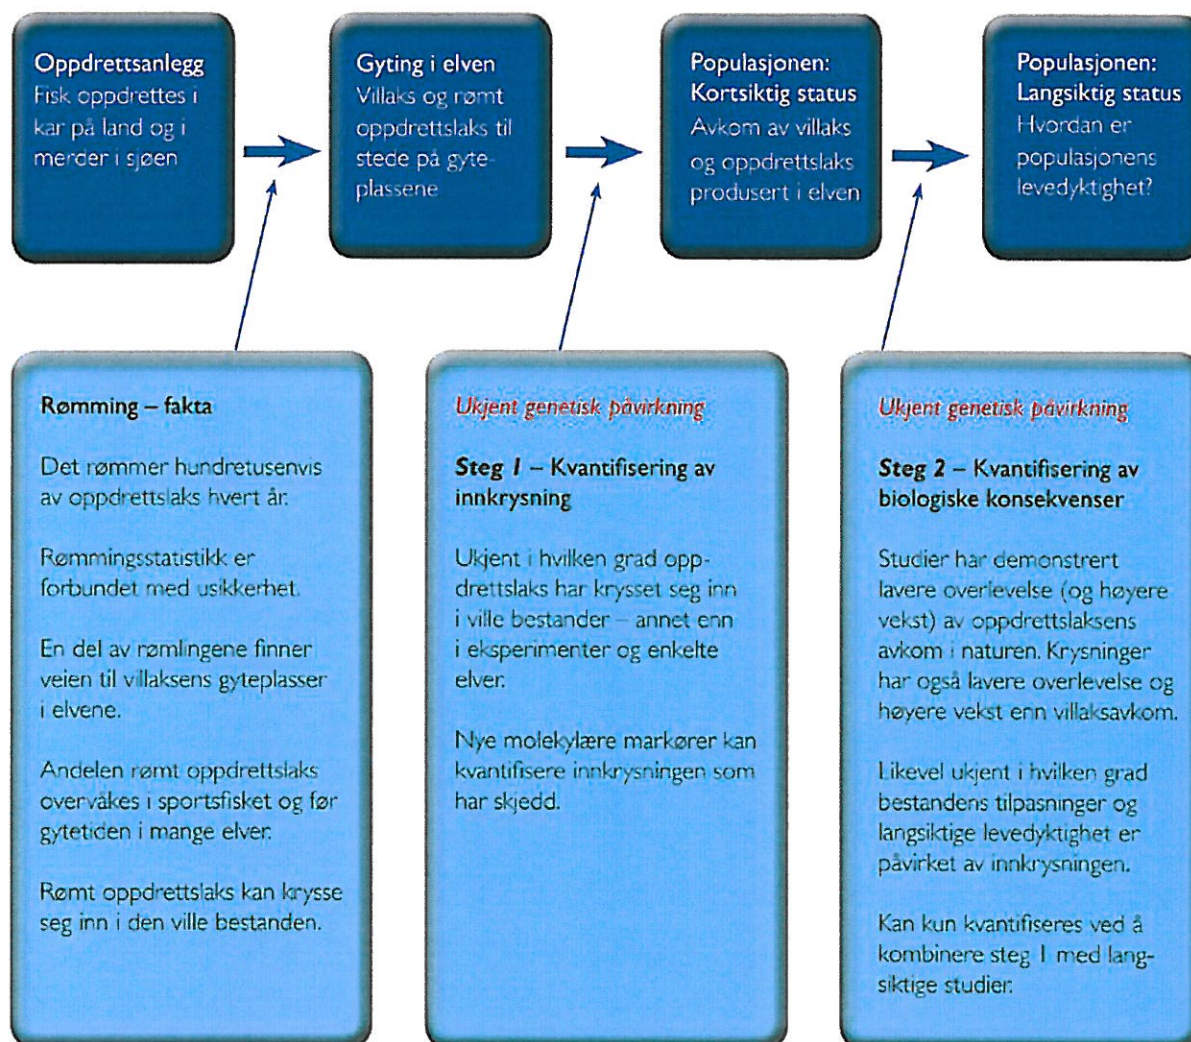 Oppdrettsanlegg
Fisk oppdrettes i
kar på land og i
merder i sjøen
Gyting i elven
Villaks og rømt
oppdrettslaks til
stede på gyte-
plassene
Populasjonen:
Kortsiktig status
Avkom av villaks
og oppdrettslaks
produsert i elven
Populasjonen:
Langsiktig status
Hvordan er
populasjonens
levedyktighet?
Rømming – fakta
Det rømmer hundretusenvis
av oppdrettslaks hvert år.
Rømmingsstatistikk er
forbundet med usikkerhet.
En del av rømlingene finner
veien til villaksens gyteplasser
i elvene.
Andelen rømt oppdrettslaks
overvåkes i sportsfisket og før
gytetiden i mange elver.
Rømt oppdrettslaks kan krysse
seg inn i den ville bestanden.
Ukjent genetisk påvirkning
Steg 1 – Kvantifisering av
innkrysning
Ukjent i hvilken grad opp-
drettslaks har krysset seg inn
i ville bestander – annet enn
i eksperimenter og enkelte
elver.
Nye molekylære markører kan
kvantifisere innkrysningen som
har skjedd.
Ukjent genetisk påvirkning
Steg 2 – Kvantifisering av
biologiske konsekvenser
Studier har demonstrert
lavere overlevelse (og høyere
vekst) av oppdrettslaksens
avkom i naturen. Krysninger
har også lavere overlevelse og
høyere vekst enn villaksavkom.
Likevel ukjent i hvilken grad
bestandens tilpasninger og
langsiktige levedyktighet er
påvirket av innkrysningen.
Kan kun kvantifiseres ved å
kombinere steg 1 med lang-
siktige studier.